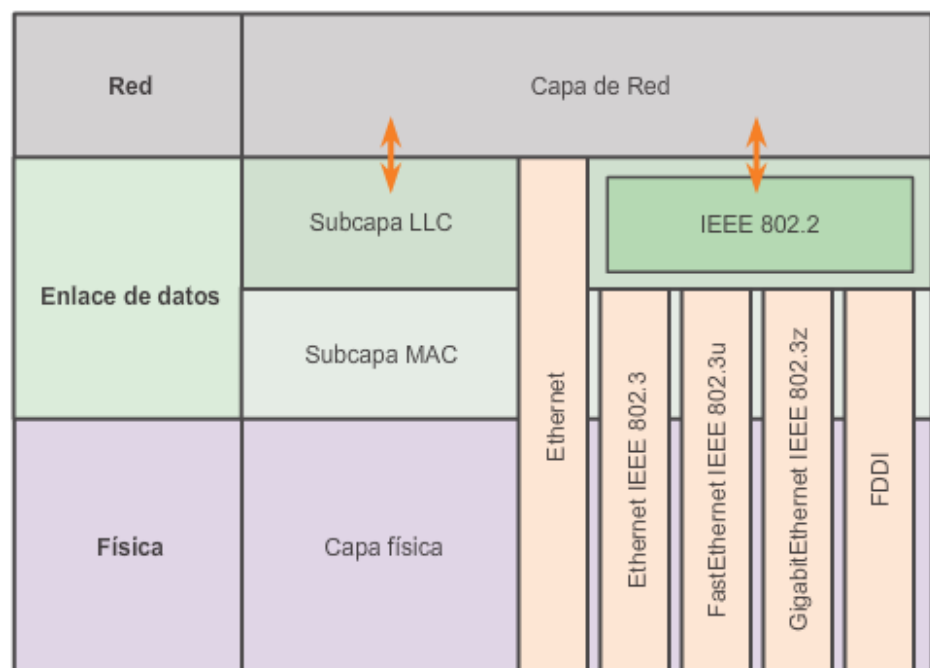 Red
Capa de Red
Enlace de datos
Subcapa LLC
IEEE 802.2
Subcapa MAC
Física
Capa física
Ethernet
Ethernet IEEE 802.3
FastEthernet IEEE 802.3u
GigabitEthernet IEEE 802.3z
FDDI